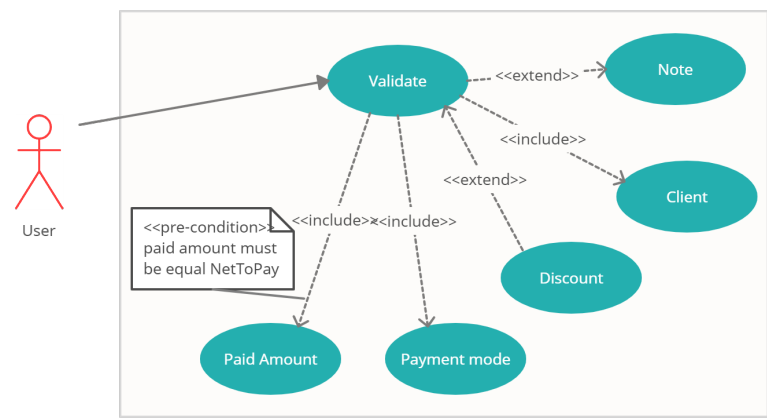 Validate
<<extend>>
Note
<<include>>
<<extend>>
Client
User
<<pre-condition>>
paid amount must
be equal NetToPay
<<include>>
<<include>>
Discount
Paid Amount
Payment mode